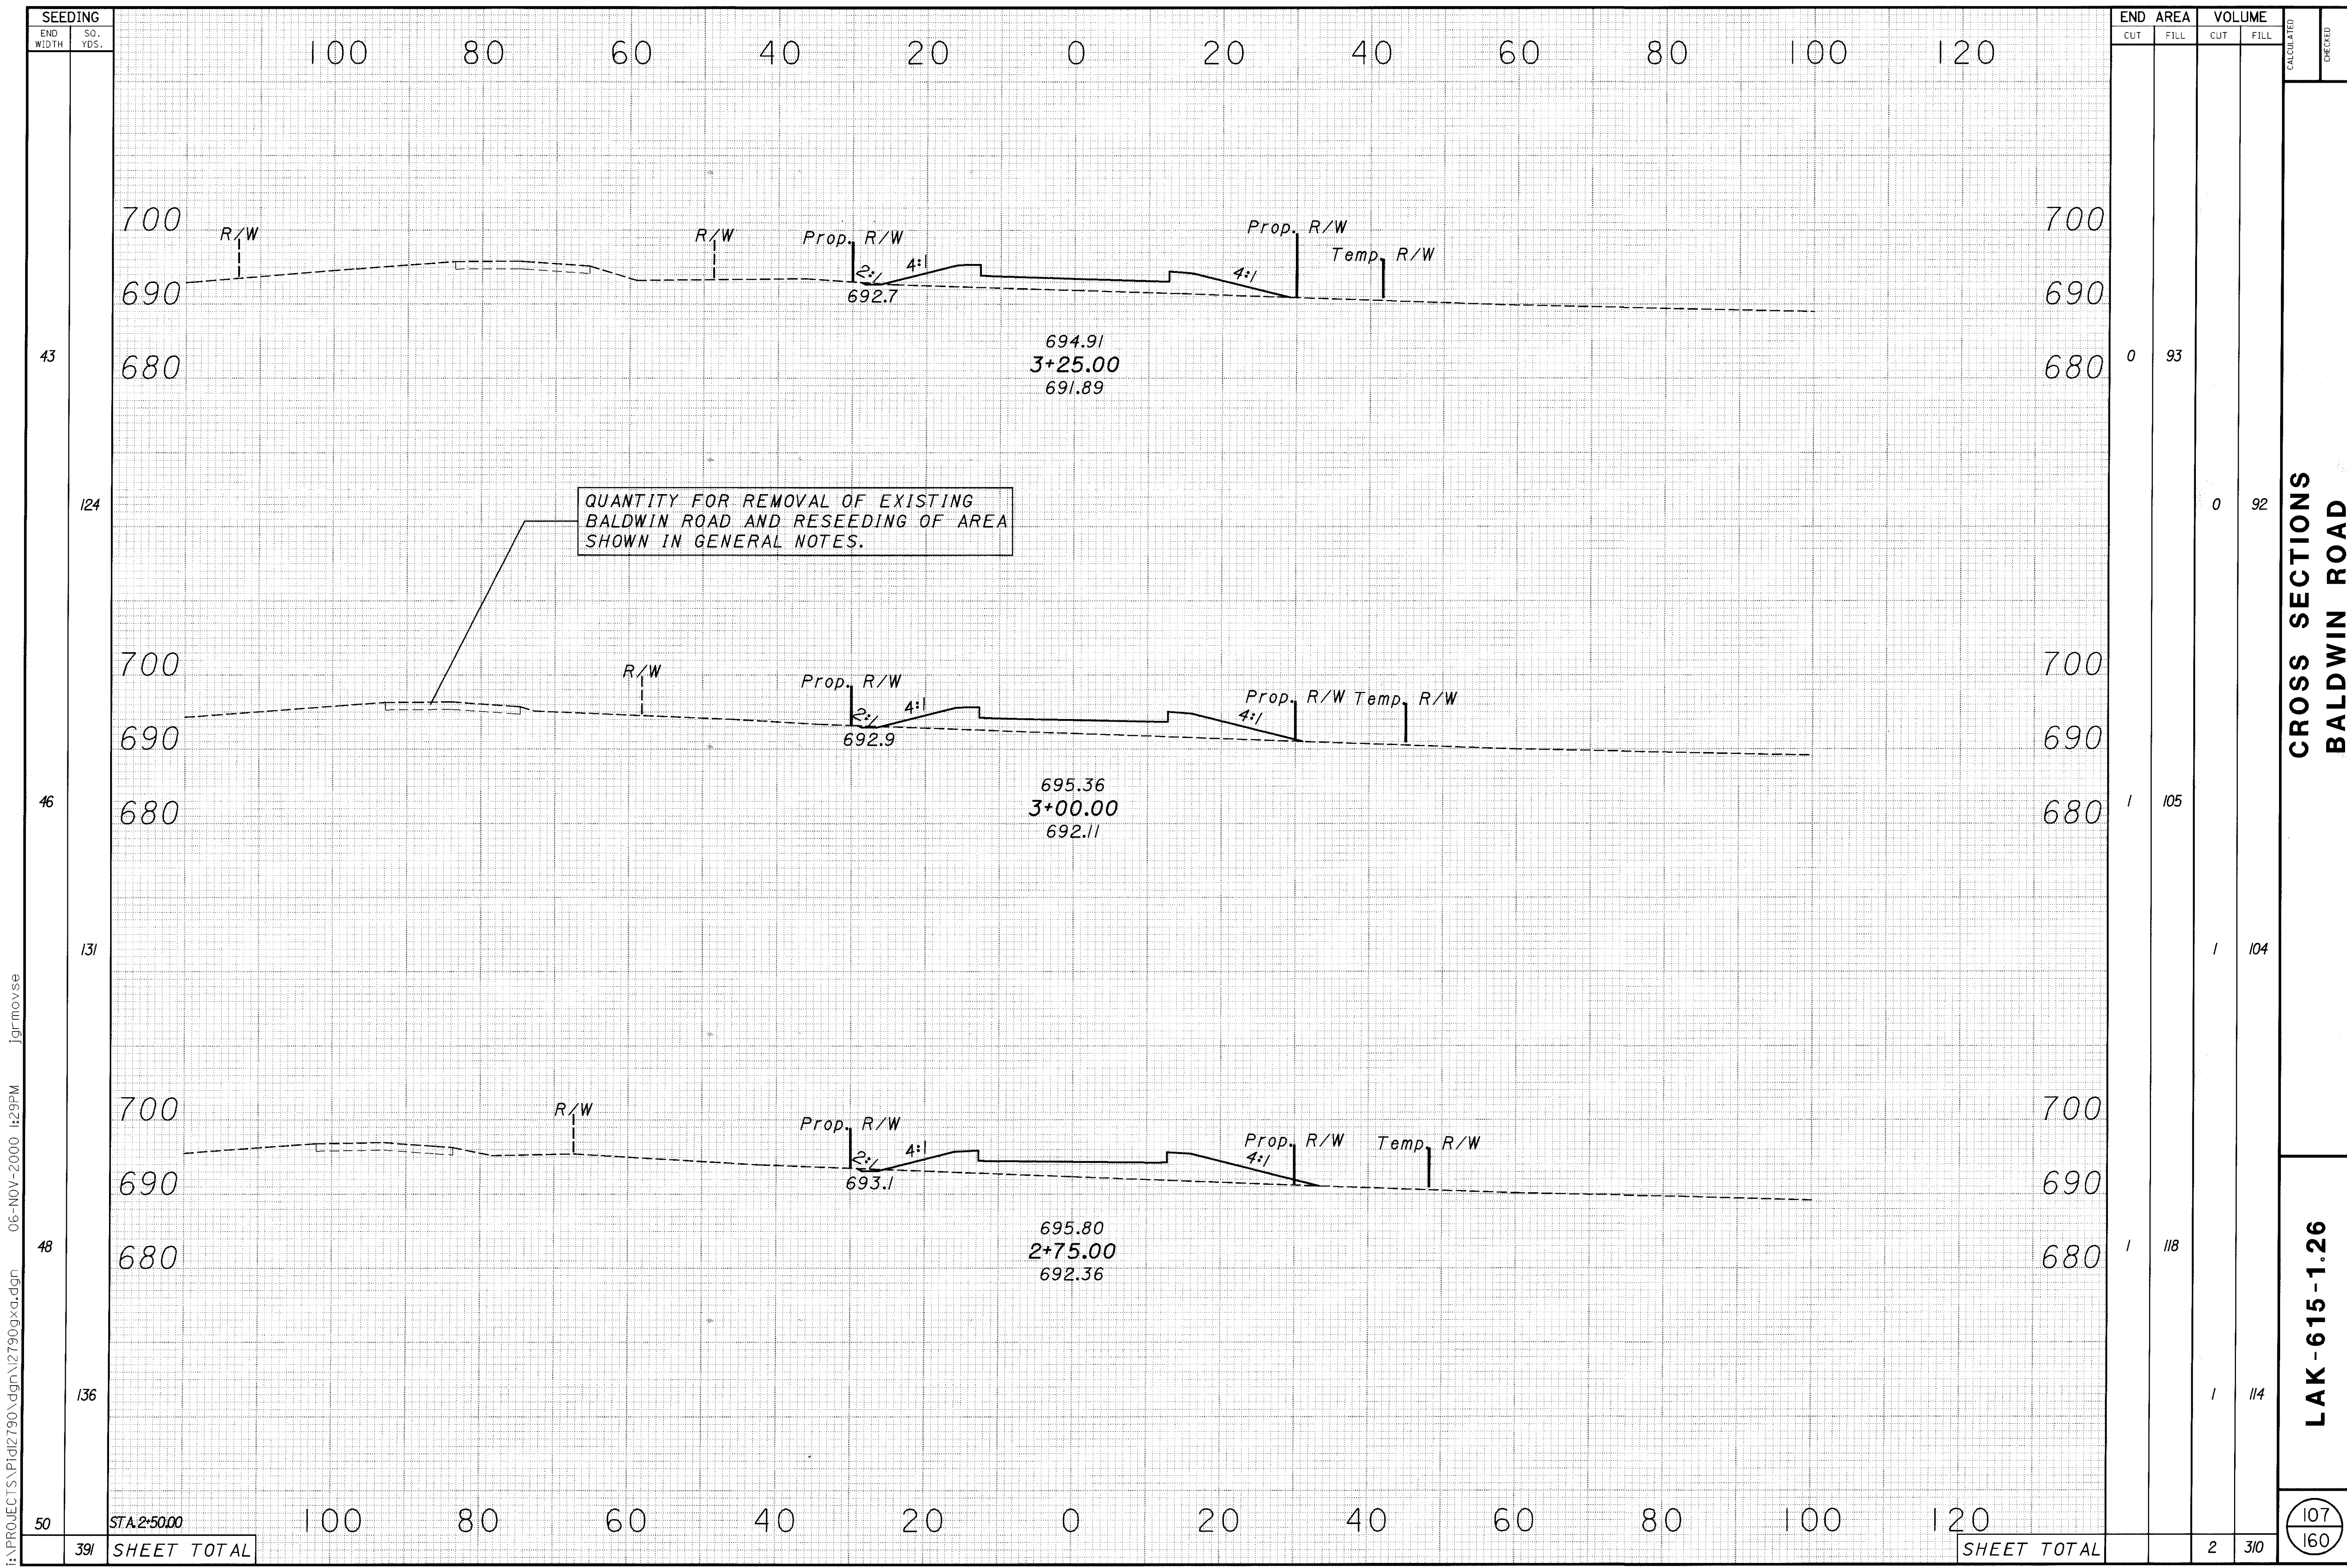 SEEDING
END WIDTH
SQ. YDS.
END AREA
VOLUME
CUT
FILL
CUT
FILL
CALCULATED
CHECKED
100 80 60 40 20 0 20 40 60 80 100 120
700
R/W
R/W
Prop. R/W
Prop. R/W
Temp. R/W
700
2:1
4:1
4:1
690
692.7
690
694.91
43
680
3+25.00
680
0
93
691.89
124
QUANTITY FOR REMOVAL OF EXISTING
BALDWIN ROAD AND RESEEDING OF AREA
SHOWN IN GENERAL NOTES.
0
92
700
R/W
Prop. R/W
Prop. R/W
Temp. R/W
700
2:1
4:1
4:1
690
692.9
690
695.36
46
680
3+00.00
680
1
105
692.11
131
1
104
700
R/W
Prop. R/W
Prop. R/W
Temp. R/W
700
2:1
4:1
4:1
690
693.1
690
695.80
48
680
2+75.00
680
1
118
692.36
136
1
114
50
STA.2+50.00
100 80 60 40 20 0 20 40 60 80 100 120
391
SHEET TOTAL
SHEET TOTAL
2
310
CROSS SECTIONS
BALDWIN ROAD
LAK-615-1.26
107
160
I:\PROJECTS\Pid12790\dgn\12790gxa.dgn 06-NOV-2000 1:29PM jgrmovse